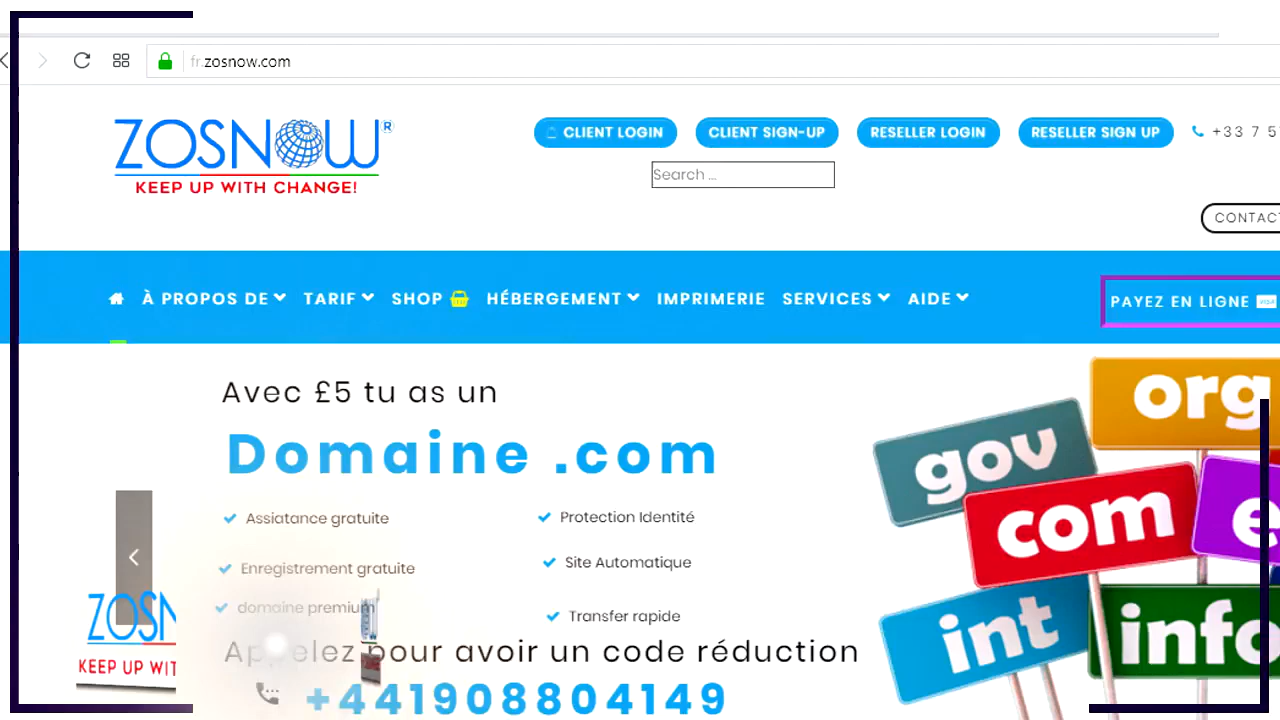 fr.zosnow.com
ZOSNOW®
KEEP UP WITH CHANGE!
CLIENT LOGIN
CLIENT SIGN-UP
RESELLER LOGIN
RESELLER SIGN UP
+33 7 5
Search ...
CONTACT
À PROPOS DE
TARIF
SHOP
HÉBERGEMENT
IMPRIMERIE
SERVICES
AIDE
PAYEZ EN LIGNE
Avec £5 tu as un
Domaine .com
Assiatance gratuite
Protection Identité
Enregistrement gratuite
Site Automatique
domaine premium
Transfer rapide
Appelez pour avoir un code réduction
+441908804149
org
gov
com
e
int
info
ZOSN
KEEP UP WIT